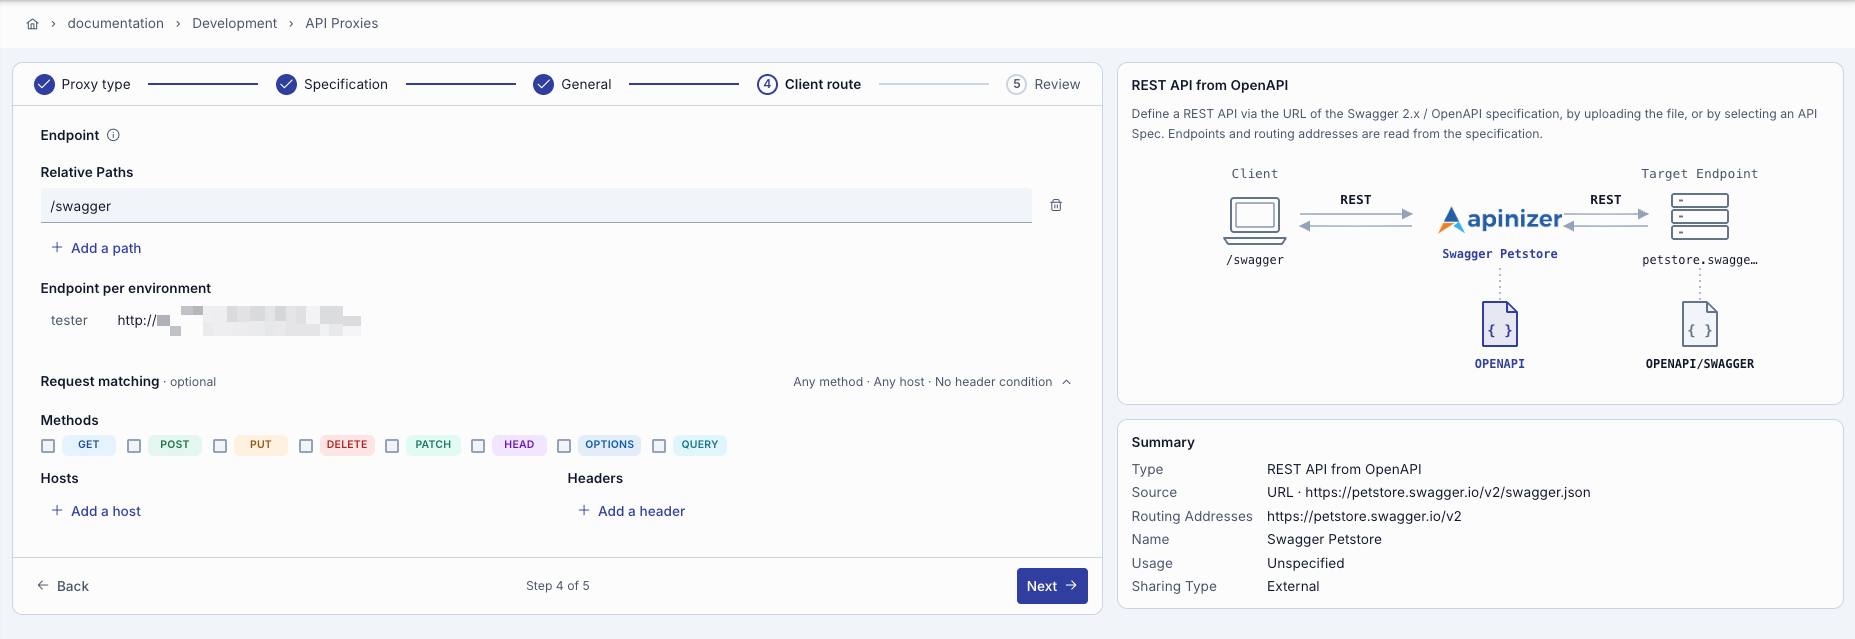 documentation › Development › API Proxies
Proxy type
Specification
General
4 Client route
5 Review
Endpoint
Relative Paths
/swagger
+ Add a path
Endpoint per environment
tester http://
Request matching · optional
Any method · Any host · No header condition
Methods
GET POST PUT DELETE PATCH HEAD OPTIONS QUERY
Hosts
+ Add a host
Headers
+ Add a header
← Back
Step 4 of 5
Next →
REST API from OpenAPI
Define a REST API via the URL of the Swagger 2.x / OpenAPI specification, by uploading the file, or by selecting an API
Spec. Endpoints and routing addresses are read from the specification.
Client
Target Endpoint
REST
REST
apinizer
Swagger Petstore
/swagger
petstore.swagge…
{ }
{ }
OPENAPI
OPENAPI/SWAGGER
Summary
Type REST API from OpenAPI
Source URL · https://petstore.swagger.io/v2/swagger.json
Routing Addresses https://petstore.swagger.io/v2
Name Swagger Petstore
Usage Unspecified
Sharing Type External